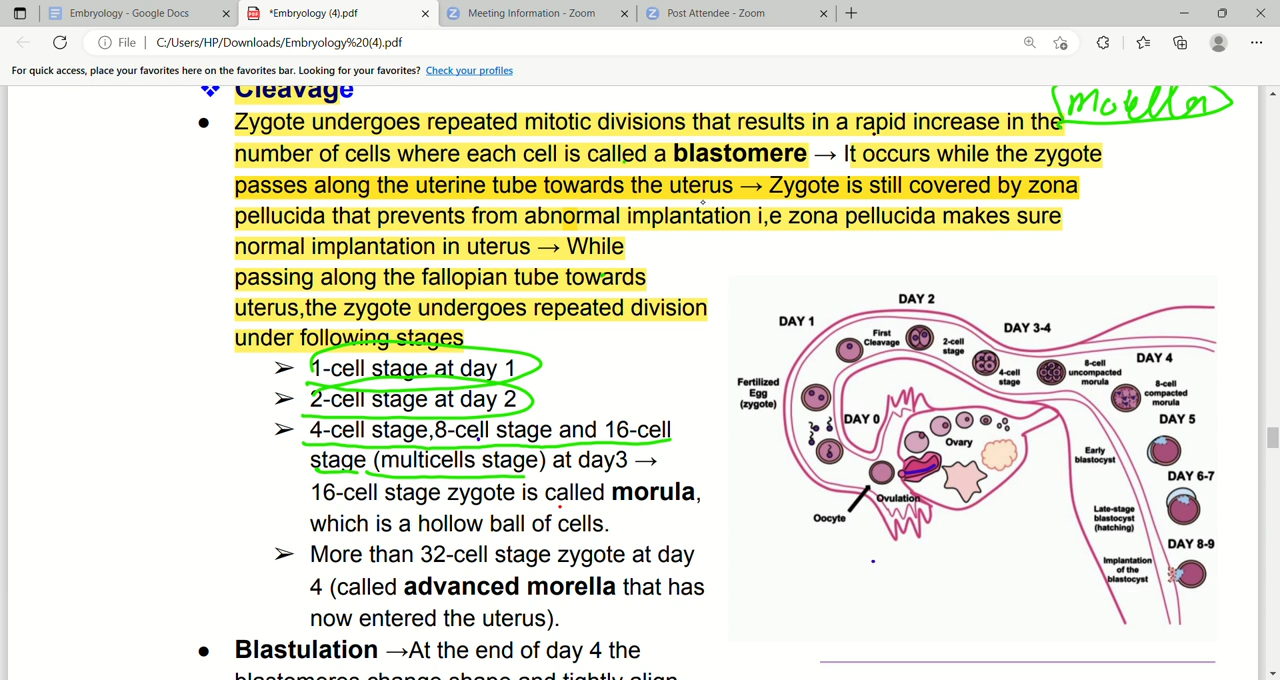 Embryology - Google Docs
*Embryology (4).pdf
Meeting Information - Zoom
Post Attendee - Zoom
File
C:/Users/HP/Downloads/Embryology%20(4).pdf
For quick access, place your favorites here on the favorites bar. Looking for your favorites? Check your profiles
Cleavage
morella
Zygote undergoes repeated mitotic divisions that results in a rapid increase in the
number of cells where each cell is called a blastomere → It occurs while the zygote
passes along the uterine tube towards the uterus → Zygote is still covered by zona
pellucida that prevents from abnormal implantation i,e zona pellucida makes sure
normal implantation in uterus → While
passing along the fallopian tube towards
uterus,the zygote undergoes repeated division
under following stages
➢ 1-cell stage at day 1
➢ 2-cell stage at day 2
➢ 4-cell stage,8-cell stage and 16-cell
stage (multicells stage) at day3 →
16-cell stage zygote is called morula,
which is a hollow ball of cells.
➢ More than 32-cell stage zygote at day
4 (called advanced morella that has
now entered the uterus).
● Blastulation →At the end of day 4 the
blastomeres change shape and tightly align
DAY 2
DAY 1
First
Cleavage
2-cell
stage
DAY 3-4
4-cell
stage
8-cell
uncompacted
morula
DAY 4
8-cell
compacted
morula
Fertilized
Egg
(zygote)
DAY 0
Ovary
DAY 5
Early
blastocyst
DAY 6-7
Ovulation
Oocyte
Late-stage
blastocyst
(hatching)
DAY 8-9
Implantation
of the
blastocyst